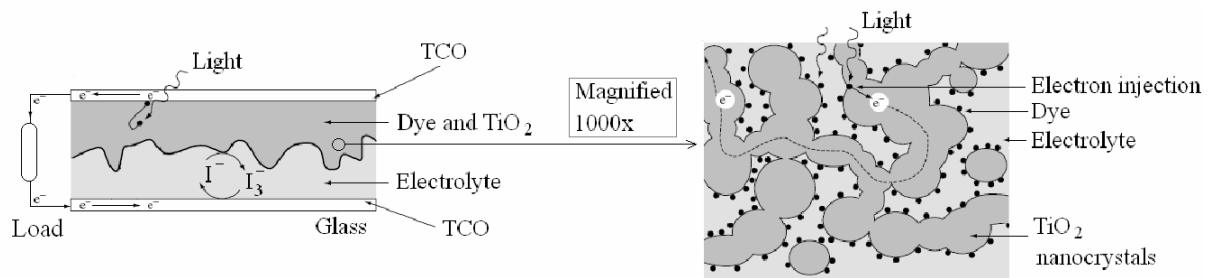 Light
TCO
e⁻
e⁻
e⁻
Dye and TiO₂
I⁻
I₃⁻
Electrolyte
e⁻
e⁻
e⁻
Load
Glass
TCO
Magnified
1000x
Light
e⁻
e⁻
Electron injection
Dye
Electrolyte
TiO₂
nanocrystals